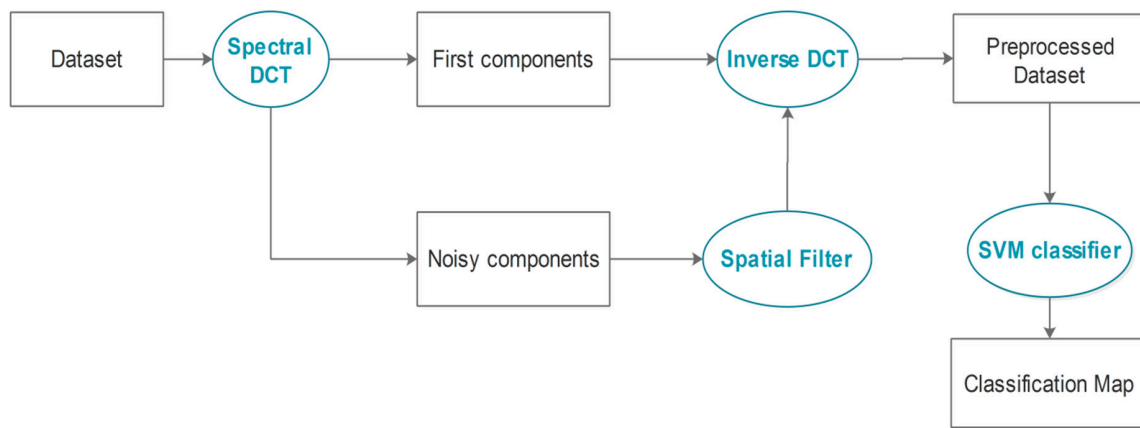 Dataset
Spectral
DCT
First components
Inverse DCT
Preprocessed
Dataset
Noisy components
Spatial Filter
SVM classifier
Classification Map